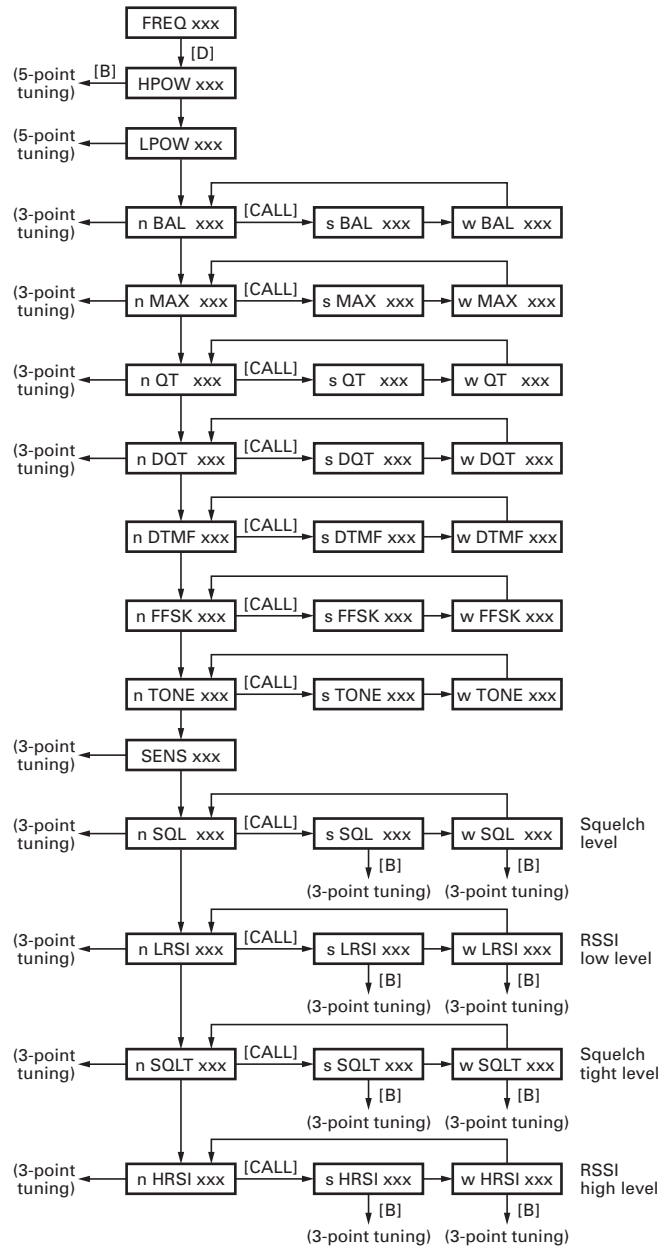 FREQ xxx
[D]
(5-point
tuning)
[B]
HPOW xxx
(5-point
tuning)
LPOW xxx
(3-point
tuning)
n BAL xxx
[CALL]
s BAL xxx
w BAL xxx
(3-point
tuning)
n MAX xxx
[CALL]
s MAX xxx
w MAX xxx
(3-point
tuning)
n QT xxx
[CALL]
s QT xxx
w QT xxx
(3-point
tuning)
n DQT xxx
[CALL]
s DQT xxx
w DQT xxx
n DTMF xxx
[CALL]
s DTMF xxx
w DTMF xxx
n FFSK xxx
[CALL]
s FFSK xxx
w FFSK xxx
n TONE xxx
[CALL]
s TONE xxx
w TONE xxx
(3-point
tuning)
SENS xxx
(3-point
tuning)
n SQL xxx
[CALL]
s SQL xxx
w SQL xxx
Squelch
level
[B]
[B]
(3-point tuning)
(3-point tuning)
(3-point
tuning)
n LRSI xxx
[CALL]
s LRSI xxx
w LRSI xxx
RSSI
low level
[B]
[B]
(3-point tuning)
(3-point tuning)
(3-point
tuning)
n SQLT xxx
[CALL]
s SQLT xxx
w SQLT xxx
Squelch
tight level
[B]
[B]
(3-point tuning)
(3-point tuning)
(3-point
tuning)
n HRSI xxx
[CALL]
s HRSI xxx
w HRSI xxx
RSSI
high level
[B]
[B]
(3-point tuning)
(3-point tuning)